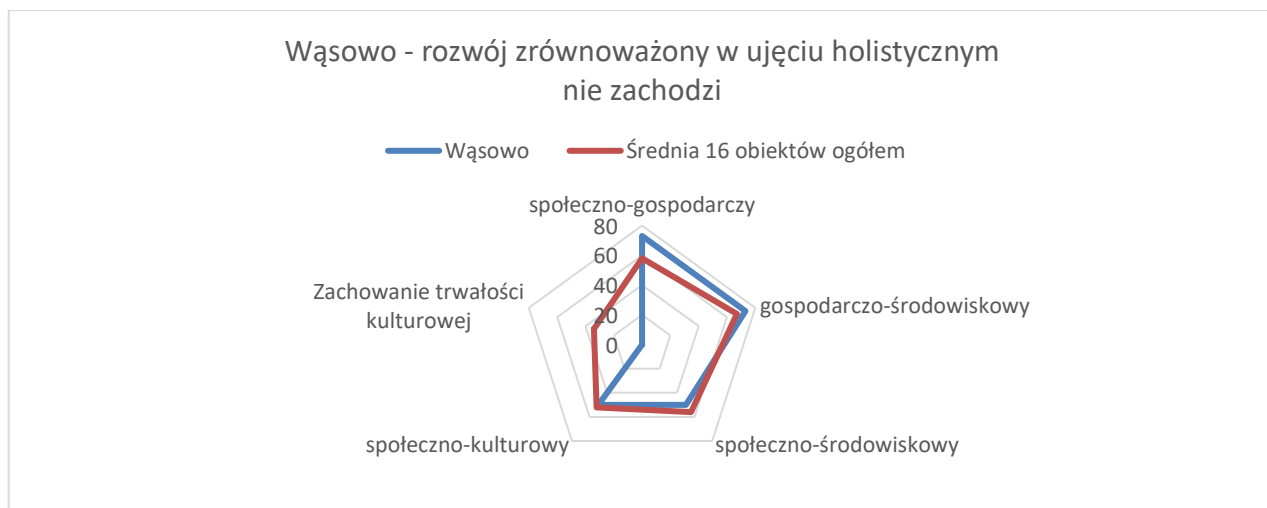 Wąsowo - rozwój zrównoważony w ujęciu holistycznym
nie zachodzi
Wąsowo
Średnia 16 obiektów ogółem
społeczno-gospodarczy
80
60
40
20
0
gospodarczo-środowiskowy
społeczno-środowiskowy
społeczno-kulturowy
Zachowanie trwałości
kulturowej